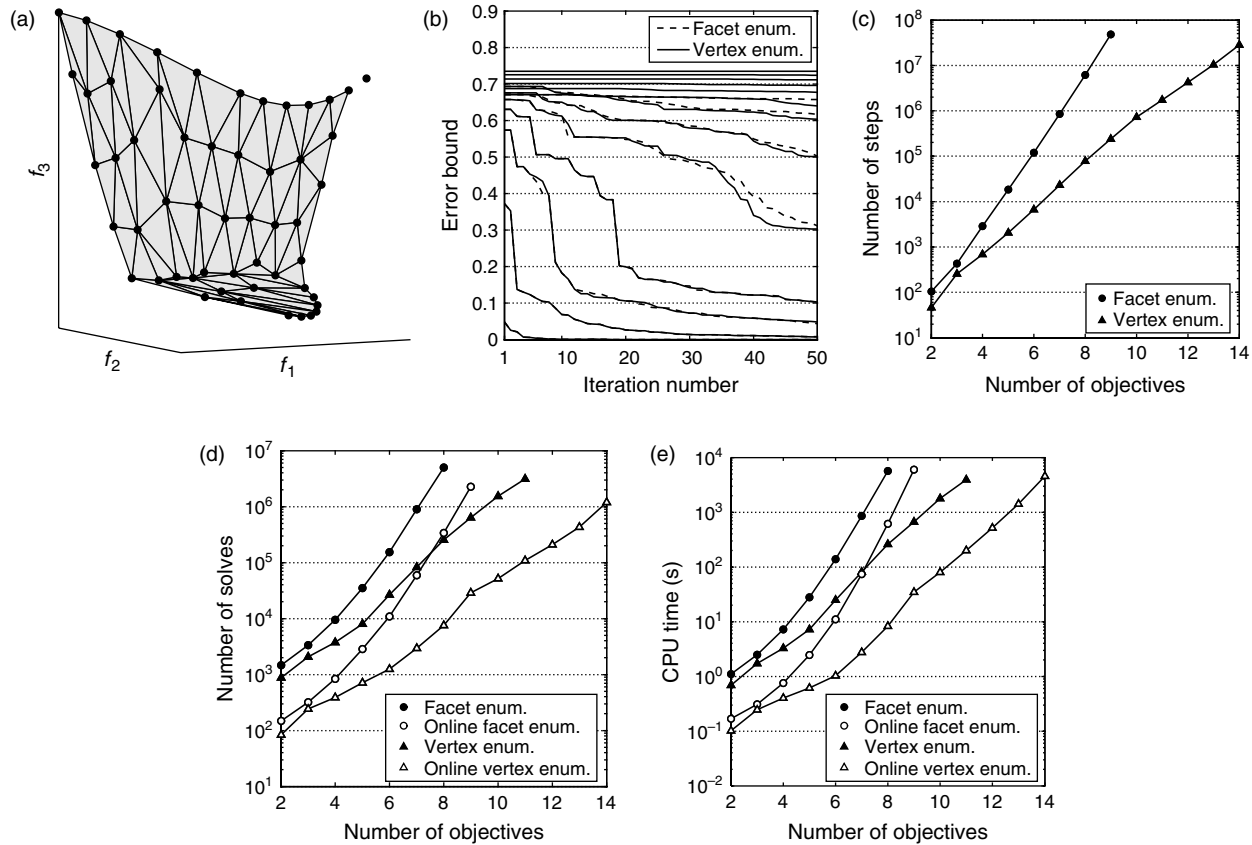 (a)
f3
f2
f1
(b)
Error bound
0.9
0.8
0.7
0.6
0.5
0.4
0.3
0.2
0.1
0
Facet enum.
Vertex enum.
1 10 20 30 40 50
Iteration number
(c)
Number of steps
10^8
10^7
10^6
10^5
10^4
10^3
10^2
10^1
Facet enum.
Vertex enum.
2 4 6 8 10 12 14
Number of objectives
(d)
Number of solves
10^7
10^6
10^5
10^4
10^3
10^2
10^1
Facet enum.
Online facet enum.
Vertex enum.
Online vertex enum.
2 4 6 8 10 12 14
Number of objectives
(e)
CPU time (s)
10^4
10^3
10^2
10^1
10^0
10^−1
10^−2
Facet enum.
Online facet enum.
Vertex enum.
Online vertex enum.
2 4 6 8 10 12 14
Number of objectives